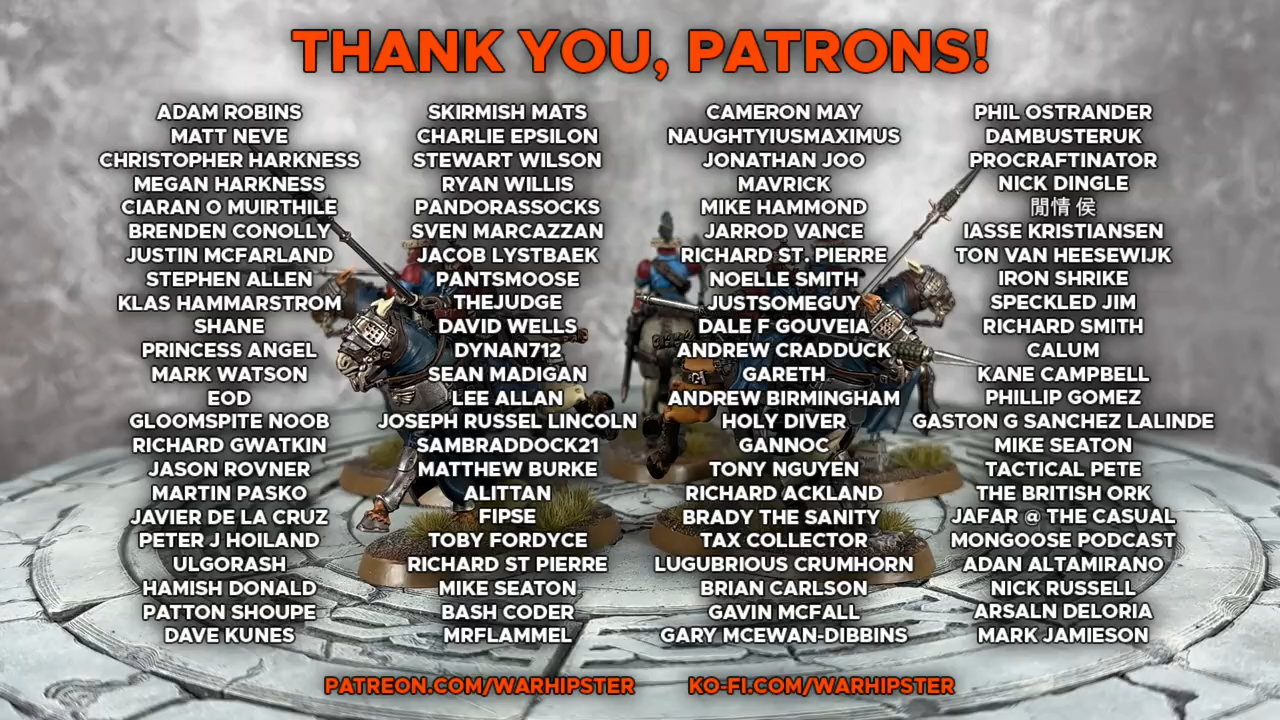 THANK YOU, PATRONS!
ADAM ROBINS
MATT NEVE
CHRISTOPHER HARKNESS
MEGAN HARKNESS
CIARAN O MUIRTHILE
BRENDEN CONOLLY
JUSTIN MCFARLAND
STEPHEN ALLEN
KLAS HAMMARSTROM
SHANE
PRINCESS ANGEL
MARK WATSON
EOD
GLOOMSPITE NOOB
RICHARD GWATKIN
JASON ROVNER
MARTIN PASKO
JAVIER DE LA CRUZ
PETER J HOILAND
ULGORASH
HAMISH DONALD
PATTON SHOUPE
DAVE KUNES
SKIRMISH MATS
CHARLIE EPSILON
STEWART WILSON
RYAN WILLIS
PANDORASSOCKS
SVEN MARCAZZAN
JACOB LYSTBAEK
PANTSMOOSE
THEJUDGE
DAVID WELLS
DYNAN712
SEAN MADIGAN
LEE ALLAN
JOSEPH RUSSEL LINCOLN
SAMBRADDOCK21
MATTHEW BURKE
ALITTAN
FIPSE
TOBY FORDYCE
RICHARD ST PIERRE
MIKE SEATON
BASH CODER
MRFLAMMEL
CAMERON MAY
NAUGHTYIUSMAXIMUS
JONATHAN JOO
MAVRICK
MIKE HAMMOND
JARROD VANCE
RICHARD ST. PIERRE
NOELLE SMITH
JUSTSOMEGUY
DALE F GOUVEIA
ANDREW CRADDUCK
GARETH
ANDREW BIRMINGHAM
HOLY DIVER
GANNOC
TONY NGUYEN
RICHARD ACKLAND
BRADY THE SANITY
TAX COLLECTOR
LUGUBRIOUS CRUMHORN
BRIAN CARLSON
GAVIN MCFALL
GARY MCEWAN-DIBBINS
PHIL OSTRANDER
DAMBUSTERUK
PROCRAFTINATOR
NICK DINGLE
閒情 侯
IASSE KRISTIANSEN
TON VAN HEESEWIJK
IRON SHRIKE
SPECKLED JIM
RICHARD SMITH
CALUM
KANE CAMPBELL
PHILLIP GOMEZ
GASTON G SANCHEZ LALINDE
MIKE SEATON
TACTICAL PETE
THE BRITISH ORK
JAFAR @ THE CASUAL
MONGOOSE PODCAST
ADAN ALTAMIRANO
NICK RUSSELL
ARSALN DELORIA
MARK JAMIESON
PATREON.COM/WARHIPSTER
KO-FI.COM/WARHIPSTER